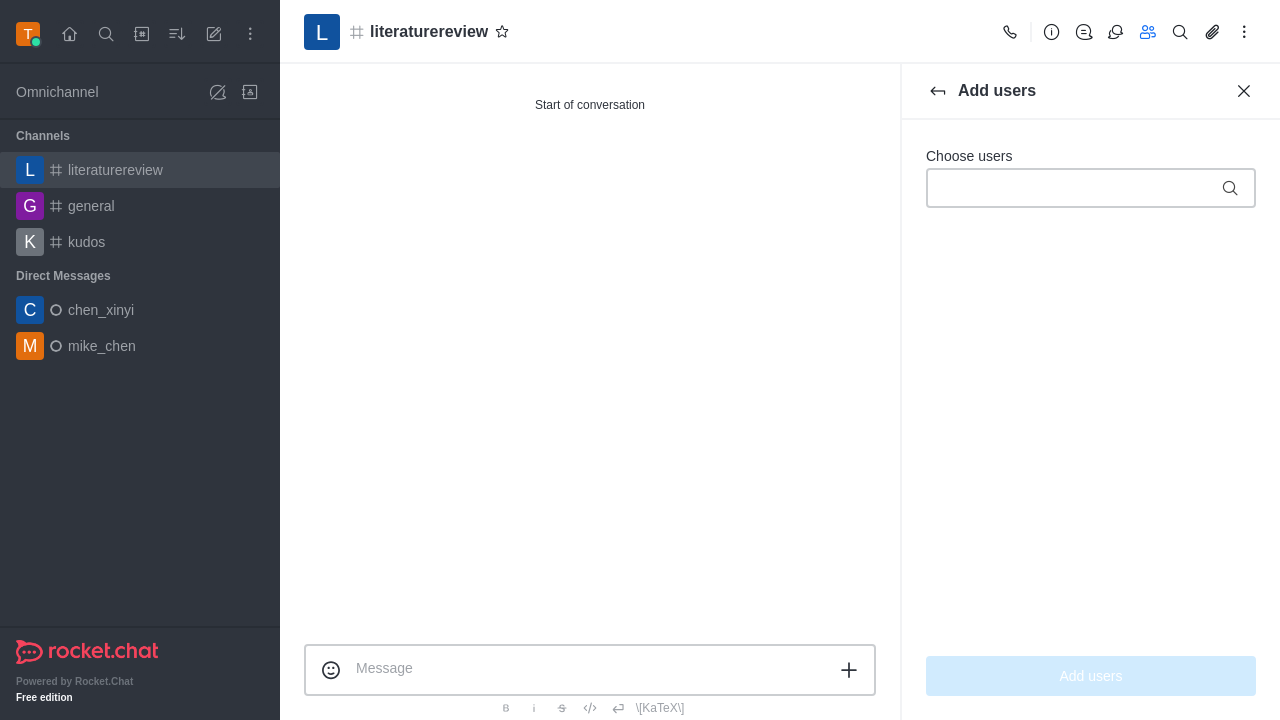 T
Omnichannel
Channels
L literaturereview
G general
K kudos
Direct Messages
C chen_xinyi
M mike_chen
rocket.chat
Powered by Rocket.Chat
Free edition
L literaturereview
Start of conversation
Message
B i S \[KaTeX\]
Add users
Choose users
Add users